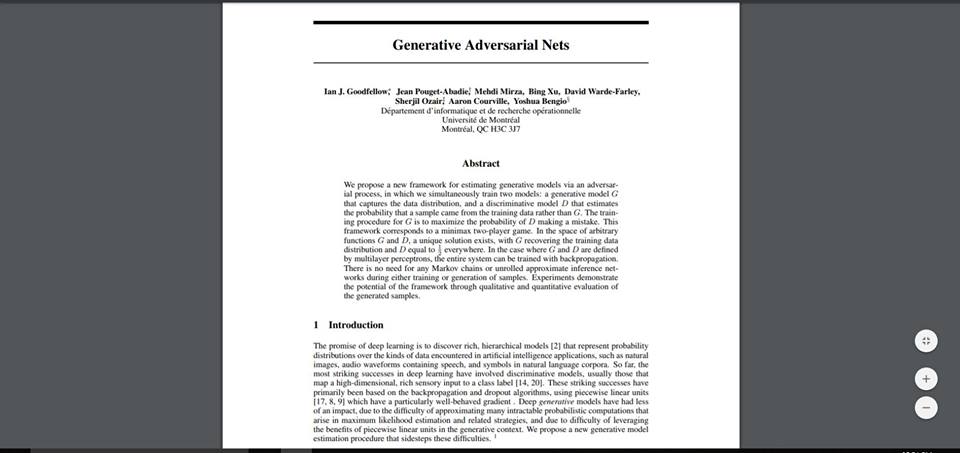 Generative Adversarial Nets
Ian J. Goodfellow, Jean Pouget-Abadie, Mehdi Mirza, Bing Xu, David Warde-Farley,
Sherjil Ozair, Aaron Courville, Yoshua Bengio
Département d'informatique et de recherche opérationnelle
Université de Montréal
Montréal, QC H3C 3J7
Abstract
We propose a new framework for estimating generative models via an adversar-
ial process, in which we simultaneously train two models: a generative model G
that captures the data distribution, and a discriminative model D that estimates
the probability that a sample came from the training data rather than G. The train-
ing procedure for G is to maximize the probability of D making a mistake. This
framework corresponds to a minimax two-player game. In the space of arbitrary
functions G and D, a unique solution exists, with G recovering the training data
distribution and D equal to ½ everywhere. In the case where G and D are defined
by multilayer perceptrons, the entire system can be trained with backpropagation.
There is no need for any Markov chains or unrolled approximate inference net-
works during either training or generation of samples. Experiments demonstrate
the potential of the framework through qualitative and quantitative evaluation of
the generated samples.
1 Introduction
The promise of deep learning is to discover rich, hierarchical models [2] that represent probability
distributions over the kinds of data encountered in artificial intelligence applications, such as natural
images, audio waveforms containing speech, and symbols in natural language corpora. So far, the
most striking successes in deep learning have involved discriminative models, usually those that
map a high-dimensional, rich sensory input to a class label [14, 20]. These striking successes have
primarily been based on the backpropagation and dropout algorithms, using piecewise linear units
[17, 8, 9] which have a particularly well-behaved gradient . Deep generative models have had less
of an impact, due to the difficulty of approximating many intractable probabilistic computations that
arise in maximum likelihood estimation and related strategies, and due to difficulty of leveraging
the benefits of piecewise linear units in the generative context. We propose a new generative model
estimation procedure that sidesteps these difficulties. 1